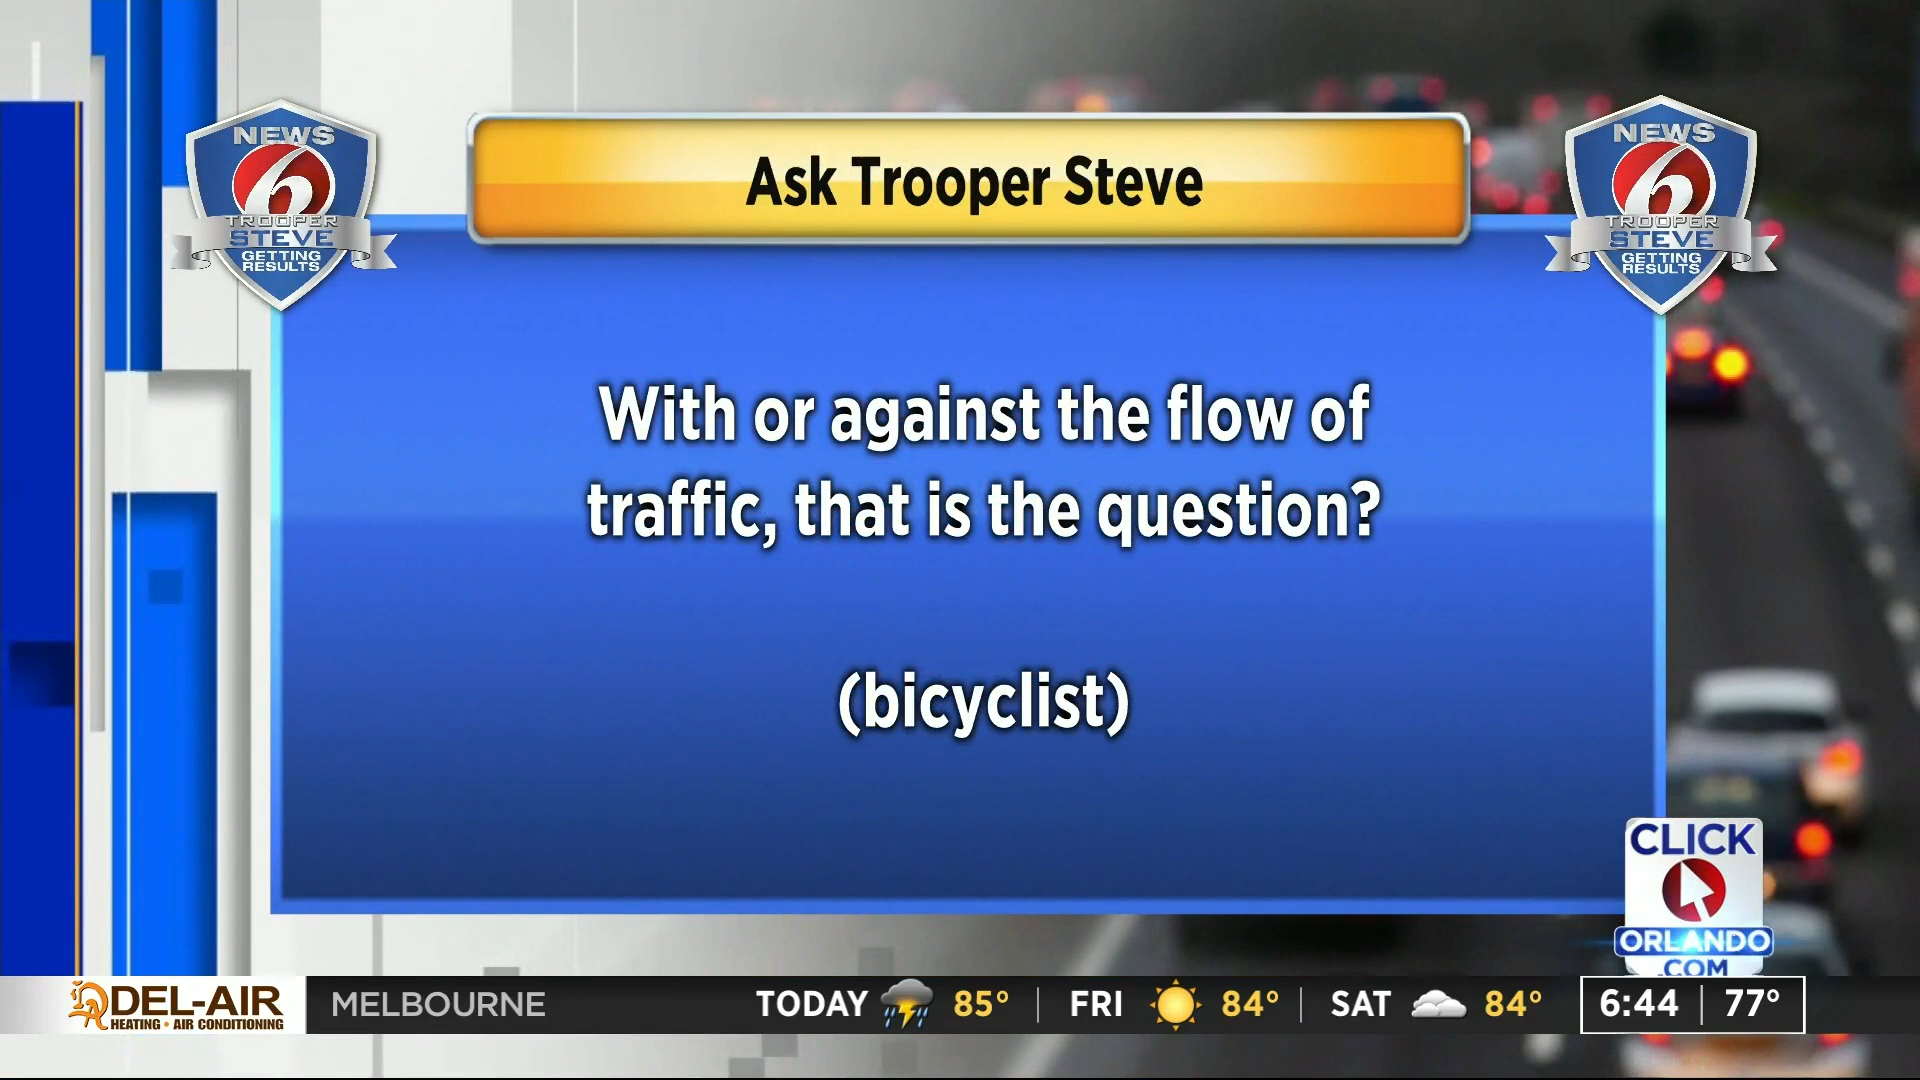 NEWS
6
TROOPER
STEVE
GETTING
RESULTS
Ask Trooper Steve
NEWS
6
TROOPER
STEVE
GETTING
RESULTS
With or against the flow of
traffic, that is the question?
(bicyclist)
CLICK
ORLANDO
.COM
DEL-AIR
HEATING • AIR CONDITIONING
MELBOURNE
TODAY 85° FRI 84° SAT 84°
6:44 77°